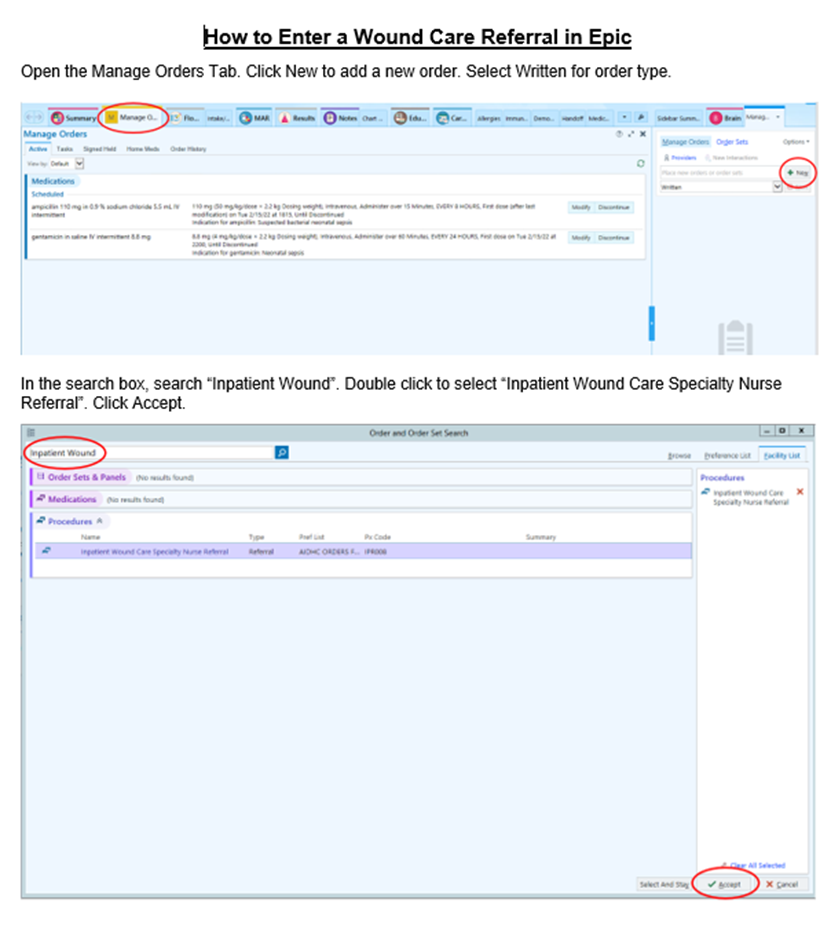 How to Enter a Wound Care Referral in Epic
Open the Manage Orders Tab. Click New to add a new order. Select Written for order type.
Summary Manage O... Flo... Intake/... MAR Results Notes Chart ... Edu... Car... Allergies Immun... Demo... Handoff Medic... Sidebar Summ... Brain Manag...
Manage Orders
Active Tasks Signed/Held Home Meds Order History
View by: Default
Manage Orders Order Sets Options
Providers New Interactions
Place new orders or order sets New
Written
Medications
Scheduled
ampicillin 110 mg in 0.9 % sodium chloride 5.5 mL IV intermittent
110 mg (50 mg/kg/dose × 2.2 kg Dosing weight), Intravenous, Administer over 15 Minutes, EVERY 8 HOURS, First dose (after last
modification) on Tue 2/15/22 at 1815, Until Discontinued
Indication for ampicillin: Suspected bacterial neonatal sepsis
Modify Discontinue
gentamicin in saline IV intermittent 8.8 mg
8.8 mg (4 mg/kg/dose × 2.2 kg Dosing weight), Intravenous, Administer over 60 Minutes, EVERY 24 HOURS, First dose on Tue 2/15/22 at
2200, Until Discontinued
Indication for gentamicin: Neonatal sepsis
Modify Discontinue
In the search box, search “Inpatient Wound”. Double click to select “Inpatient Wound Care Specialty Nurse
Referral”. Click Accept.
Order and Order Set Search
Inpatient Wound
Browse Preference List Facility List
Order Sets & Panels (No results found)
Medications (No results found)
Procedures
Name Type Pref List Px Code Summary
Inpatient Wound Care Specialty Nurse Referral Referral AIOHC ORDERS F... IPR008
Procedures
Inpatient Wound Care
Specialty Nurse Referral
Clear All Selected
Select And Stay Accept Cancel